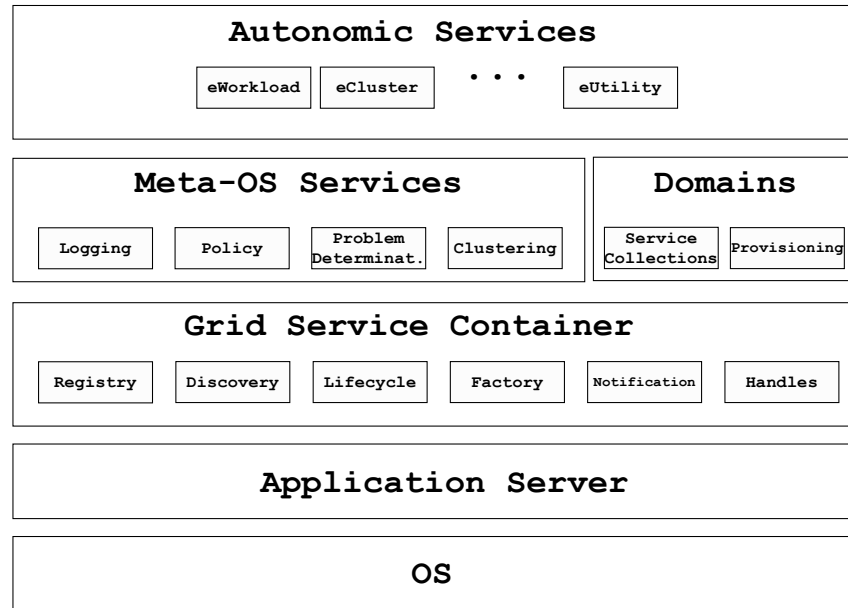 Autonomic Services
eWorkload eCluster ... eUtility
Meta-OS Services
Logging Policy Problem Determinat. Clustering
Domains
Service Collections Provisioning
Grid Service Container
Registry Discovery Lifecycle Factory Notification Handles
Application Server
OS